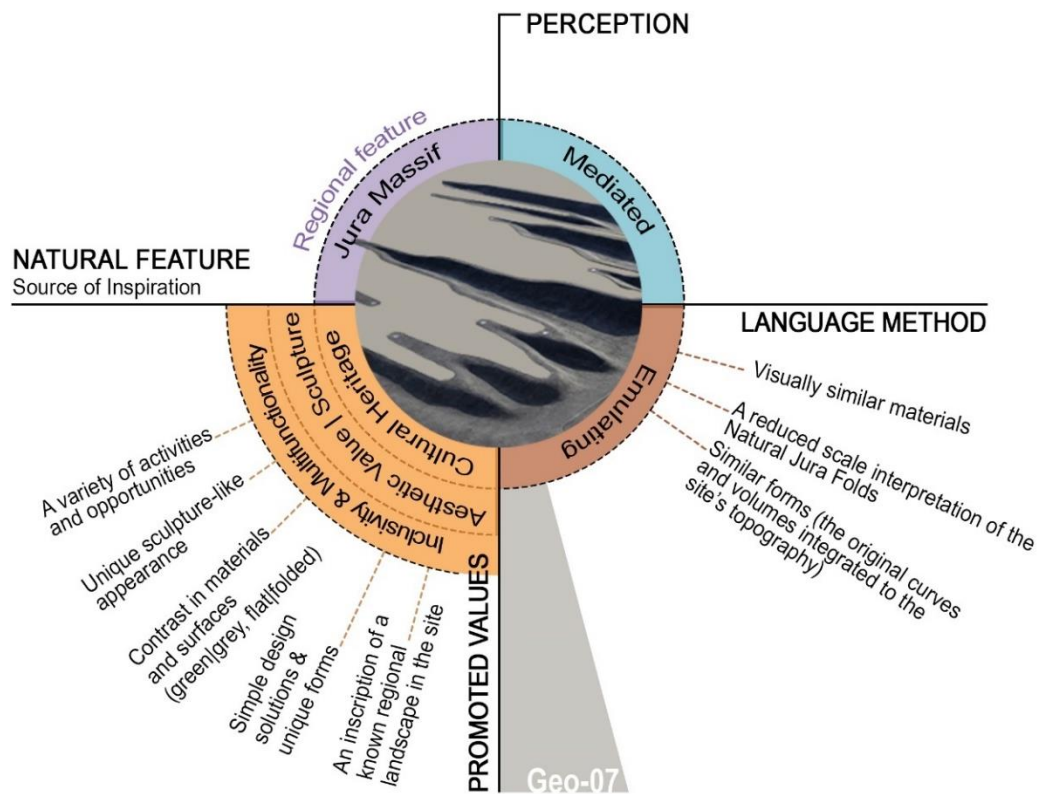 PERCEPTION
Regional feature
Jura Massif
Mediated
NATURAL FEATURE
Source of Inspiration
LANGUAGE METHOD
Emulating
Visually similar materials
A reduced scale interpretation of the
Natural Jura Folds
Similar forms (the original curves
and volumes integrated to the
site's topography)
Cultural Heritage
Aesthetic Value | Sculpture
Inclusivity & Multifunctionality
A variety of activities
and opportunities
Unique sculpture-like
appearance
Contrast in materials
and surfaces
(green|grey, flat|folded)
Simple design
solutions &
unique forms
An inscription of a
known regional
landscape in the site
PROMOTED VALUES
Geo-07